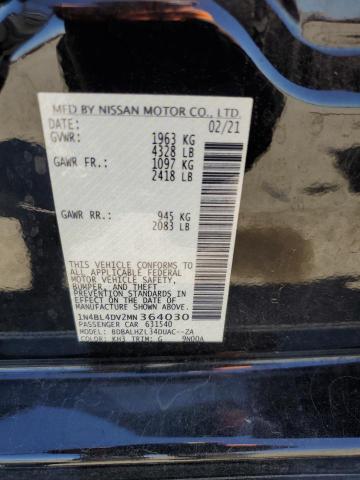 MFD BY NISSAN MOTOR CO., LTD.
DATE: 02/21
GVWR: 1963 KG
4328 LB
GAWR FR.: 1097 KG
2418 LB
GAWR RR.: 945 KG
2083 LB
THIS VEHICLE CONFORMS TO ALL
APPLICABLE FEDERAL MOTOR VEHICLE SAFETY,
BUMPER, AND THEFT
PREVENTION STANDARDS
IN EFFECT ON THE DATE
OF MANUFACTURE SHOWN ABOVE.
1N4BL4DV2MN364030
PASSENGER CAR 631540
MODEL: BDBALHZL34DUAC--ZA
COLOR: KH3 TRIM: G 9N00A